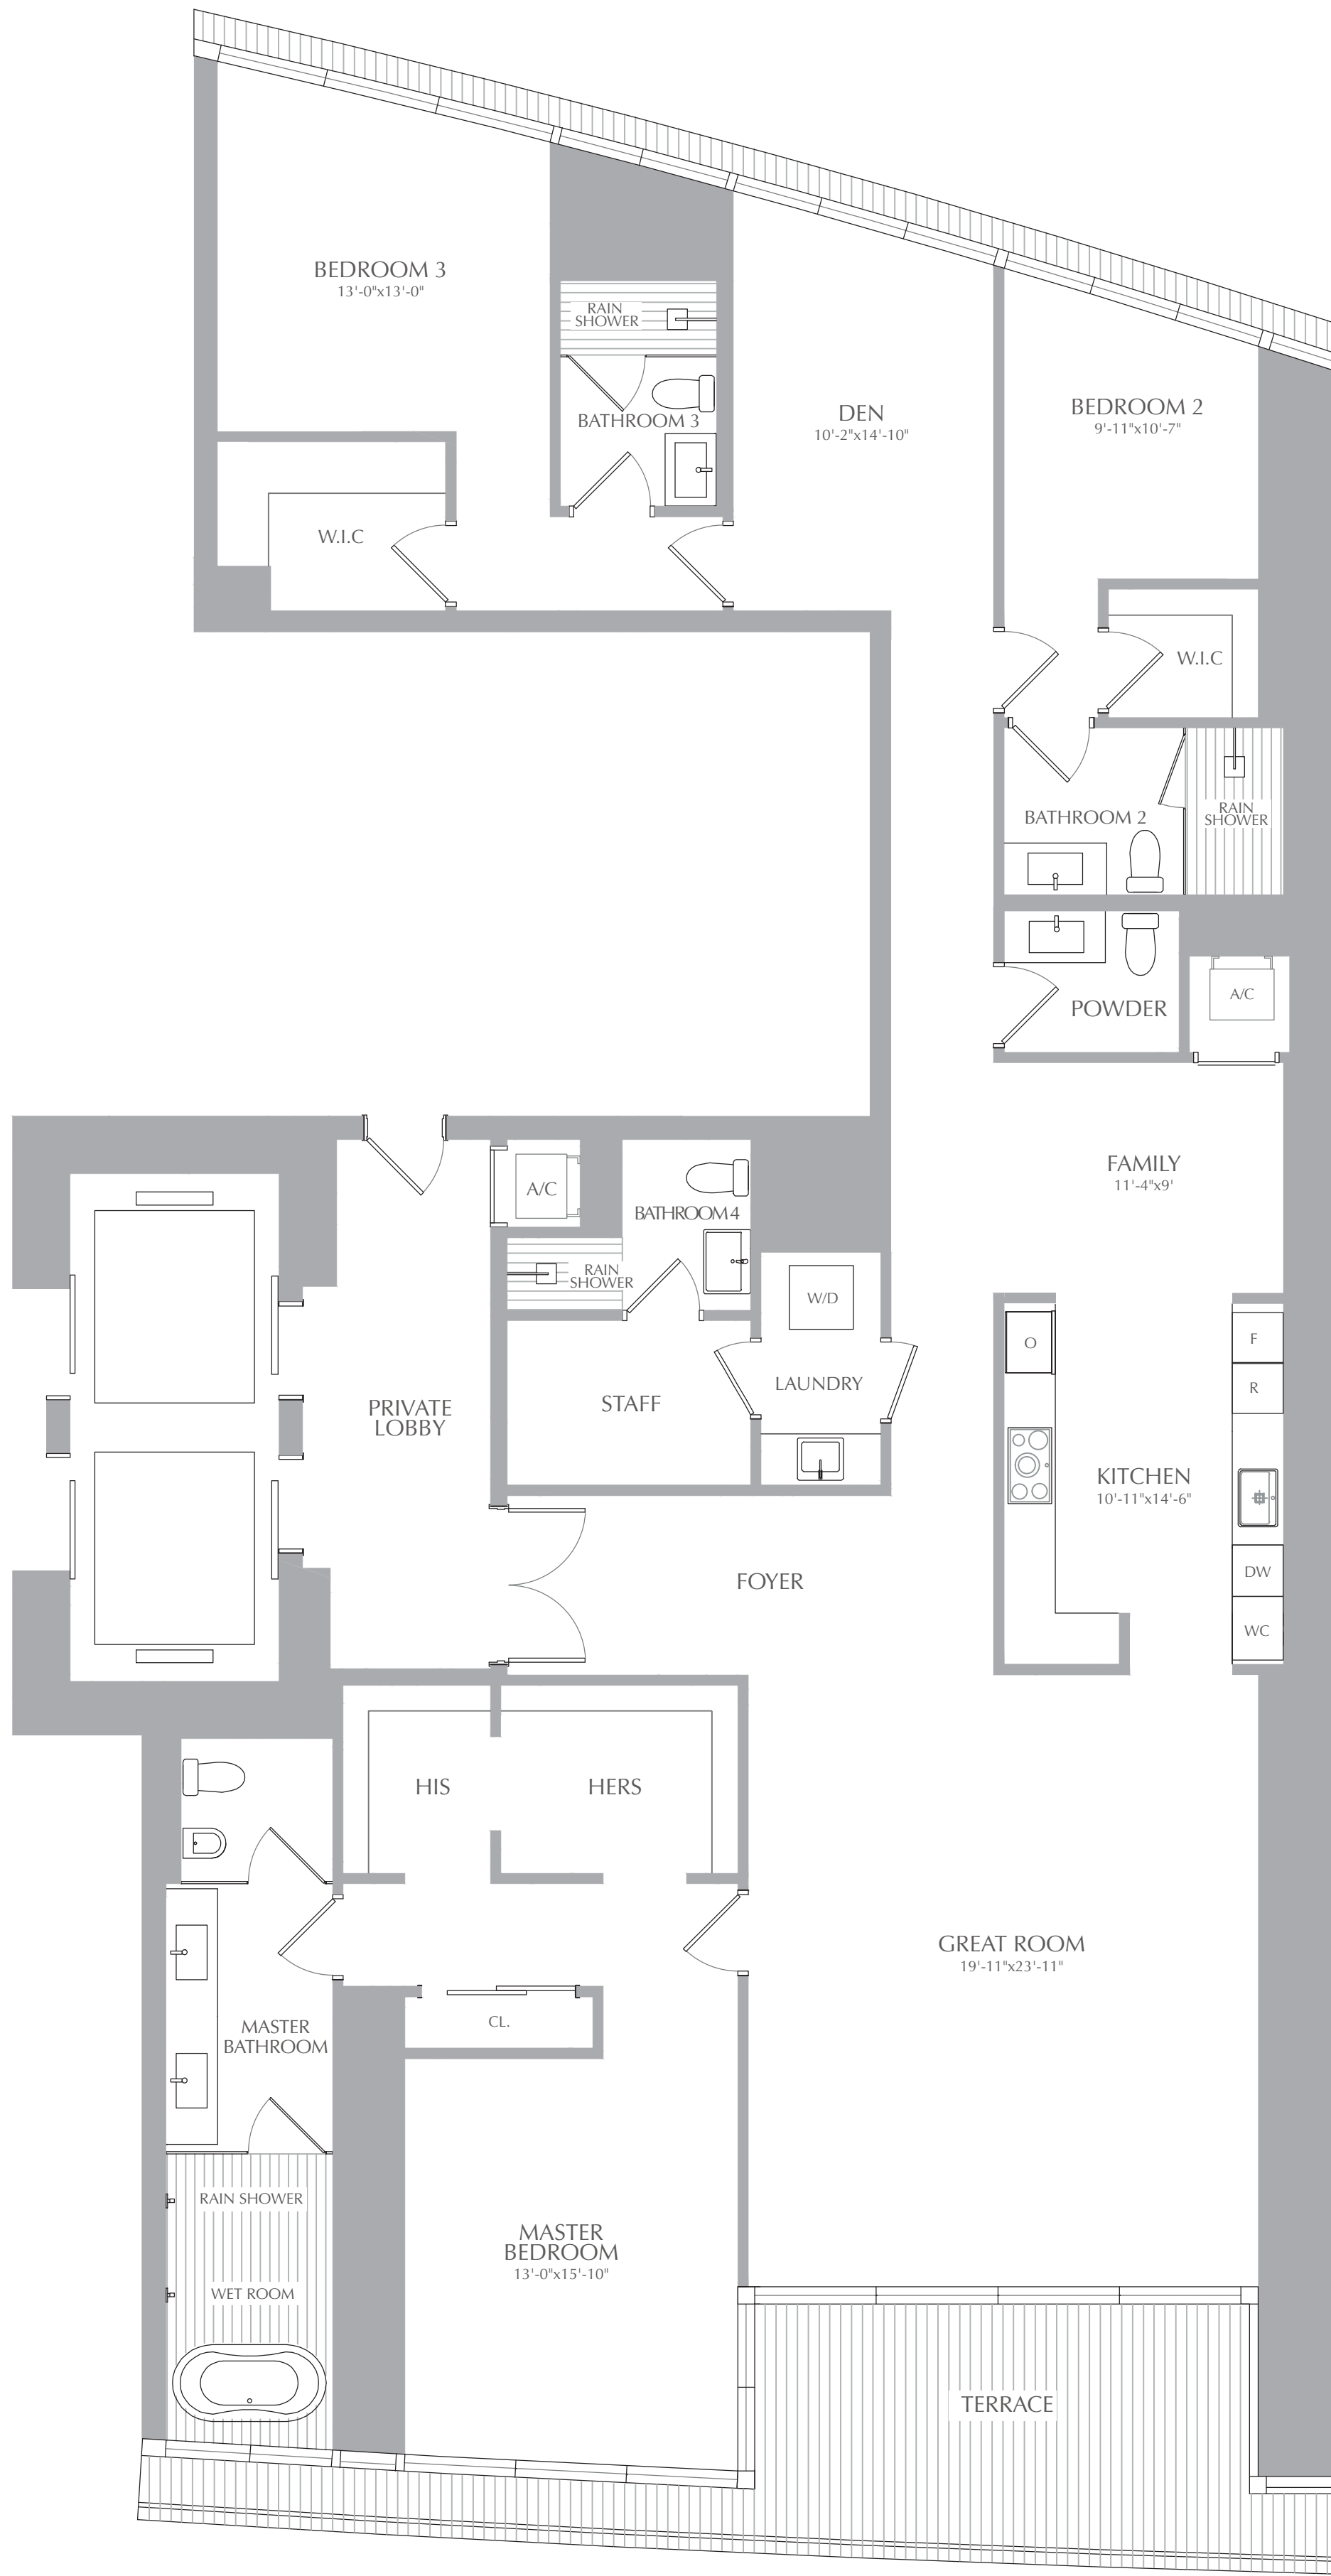 BEDROOM 3
13'-0"x13'-0"
RAIN
SHOWER
BATHROOM 3
DEN
10'-2"x14'-10"
BEDROOM 2
9'-11"x10'-7"
W.I.C
W.I.C
BATHROOM 2
RAIN
SHOWER
POWDER
A/C
FAMILY
11'-4"x9'
A/C
BATHROOM 4
RAIN
SHOWER
W/D
LAUNDRY
STAFF
PRIVATE
LOBBY
O
F
R
KITCHEN
10'-11"x14'-6"
DW
WC
FOYER
HIS
HERS
GREAT ROOM
19'-11"x23'-11"
CL.
MASTER
BATHROOM
RAIN SHOWER
WET ROOM
MASTER
BEDROOM
13'-0"x15'-10"
TERRACE